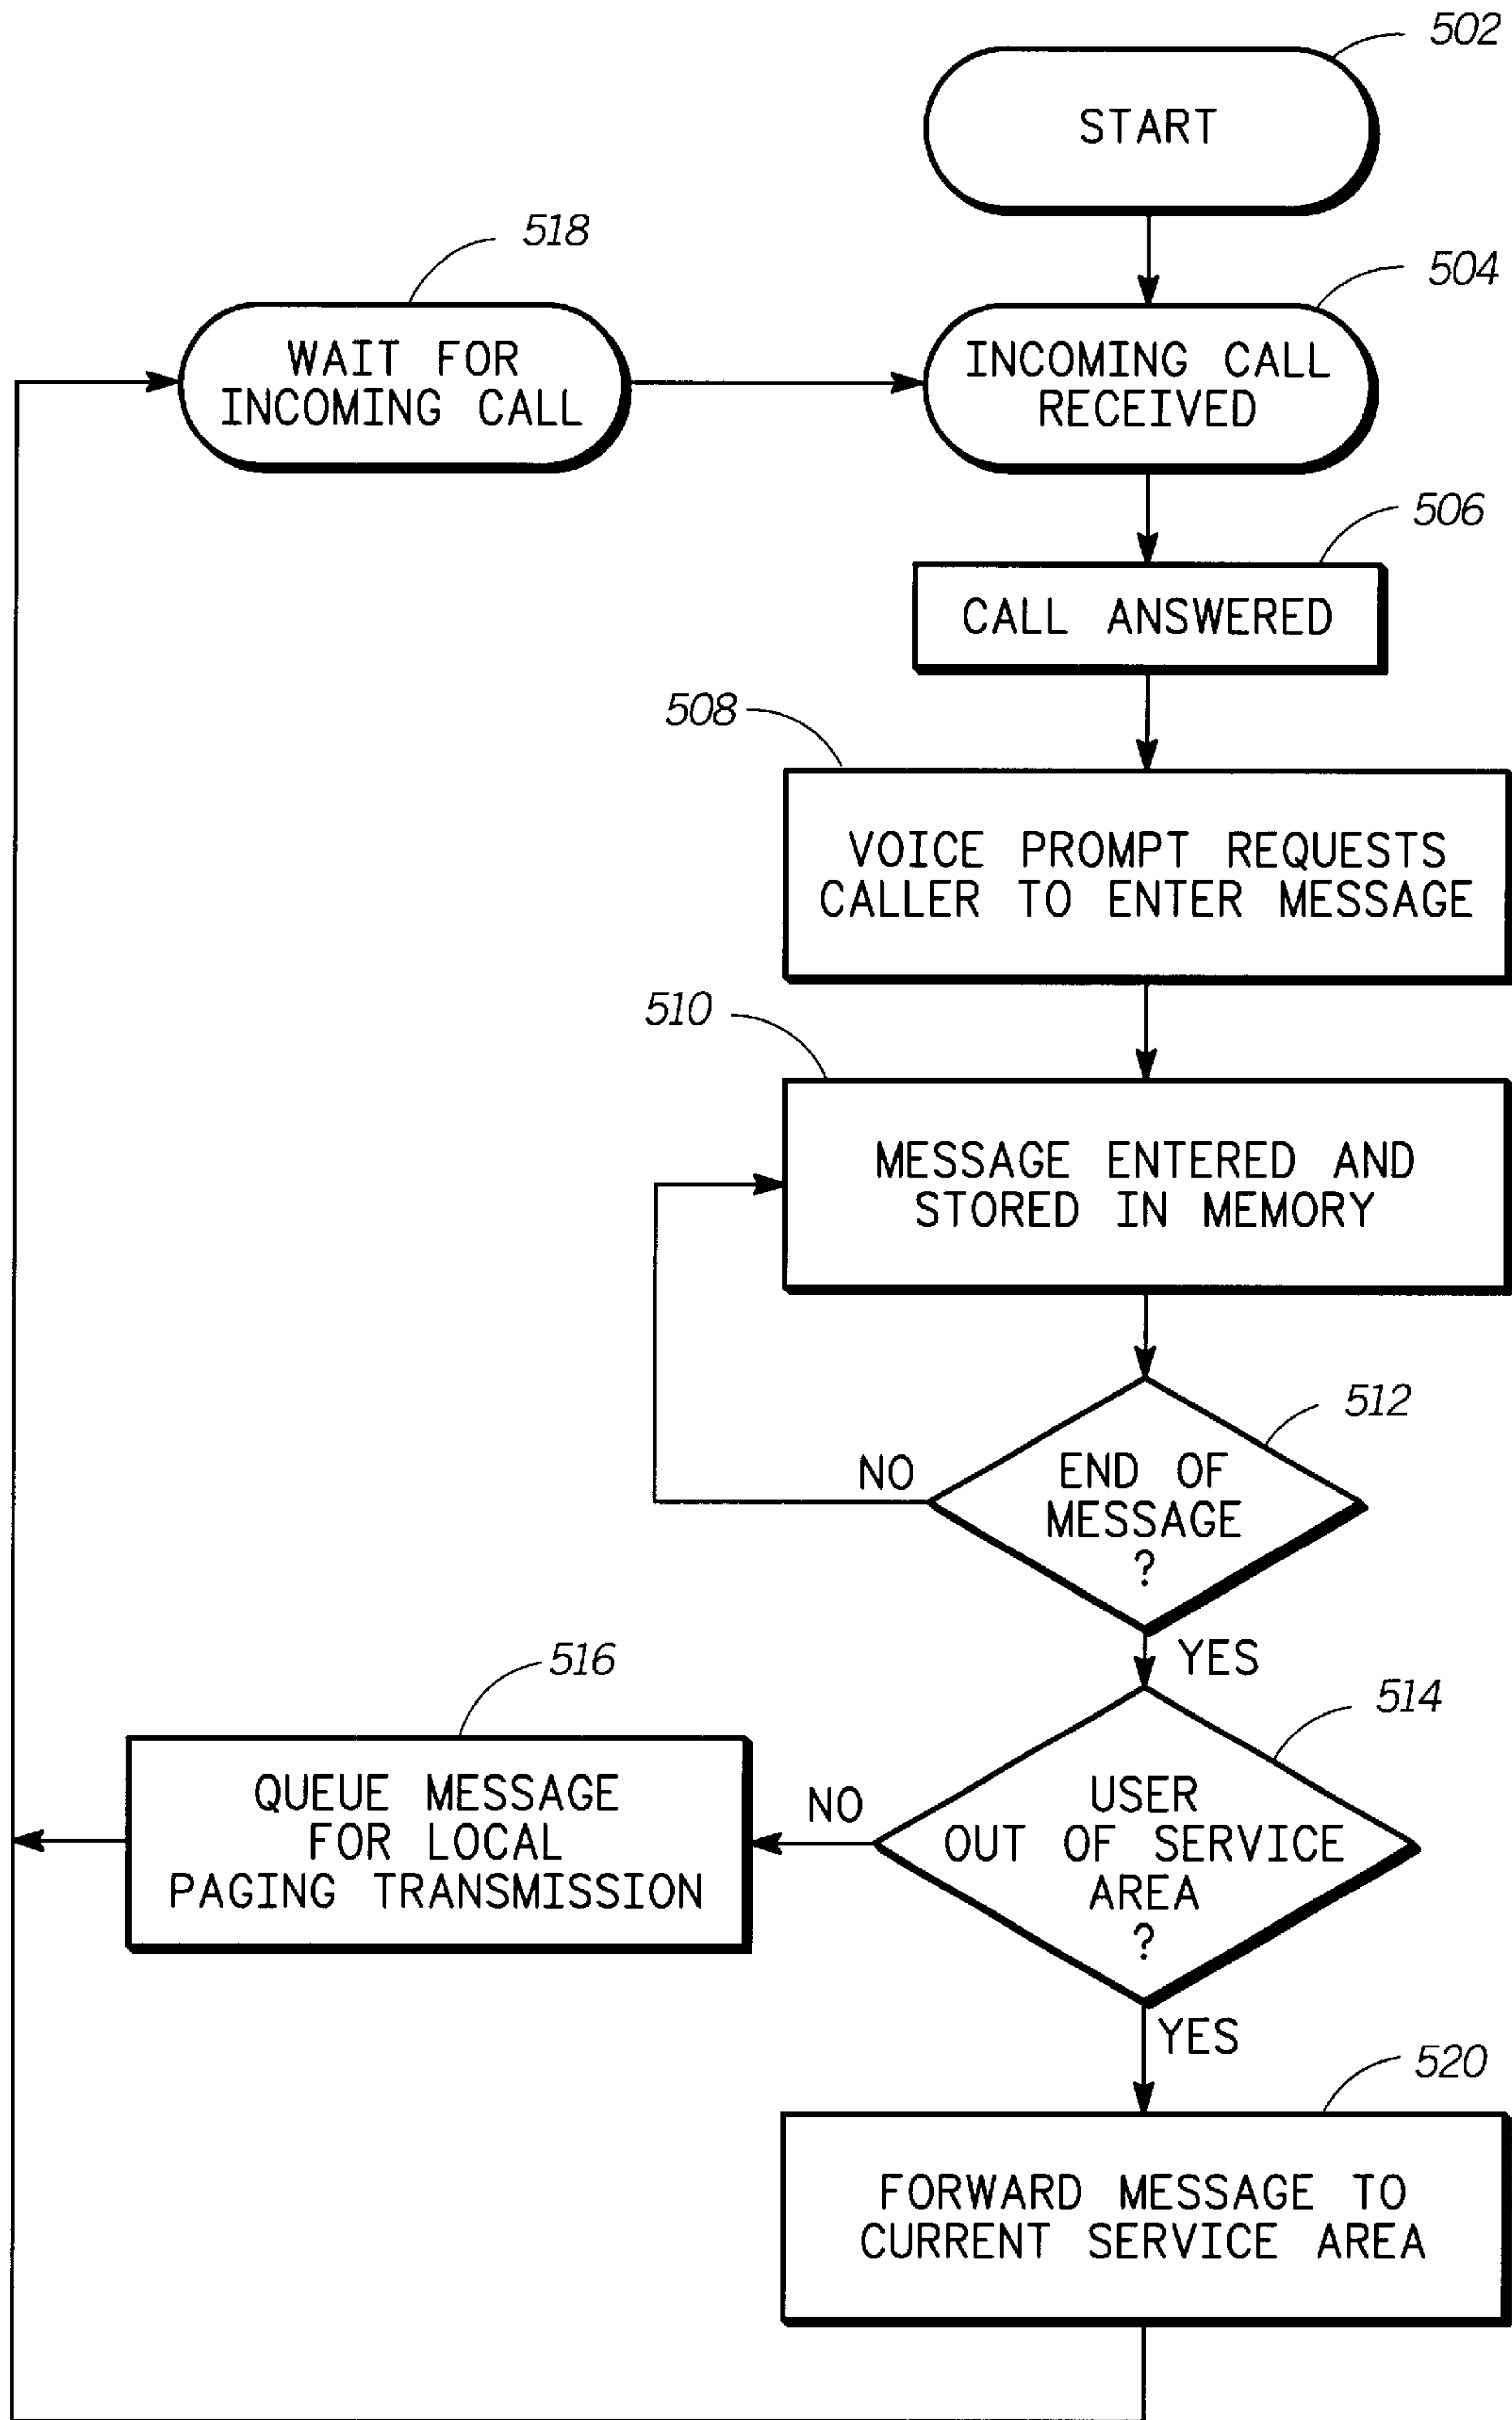 502
START
518
504
WAIT FOR
INCOMING CALL
INCOMING CALL
RECEIVED
506
CALL ANSWERED
508
VOICE PROMPT REQUESTS
CALLER TO ENTER MESSAGE
510
MESSAGE ENTERED AND
STORED IN MEMORY
512
NO
END OF
MESSAGE
?
YES
516
514
QUEUE MESSAGE
FOR LOCAL
PAGING TRANSMISSION
NO
USER
OUT OF SERVICE
AREA
?
YES
520
FORWARD MESSAGE TO
CURRENT SERVICE AREA